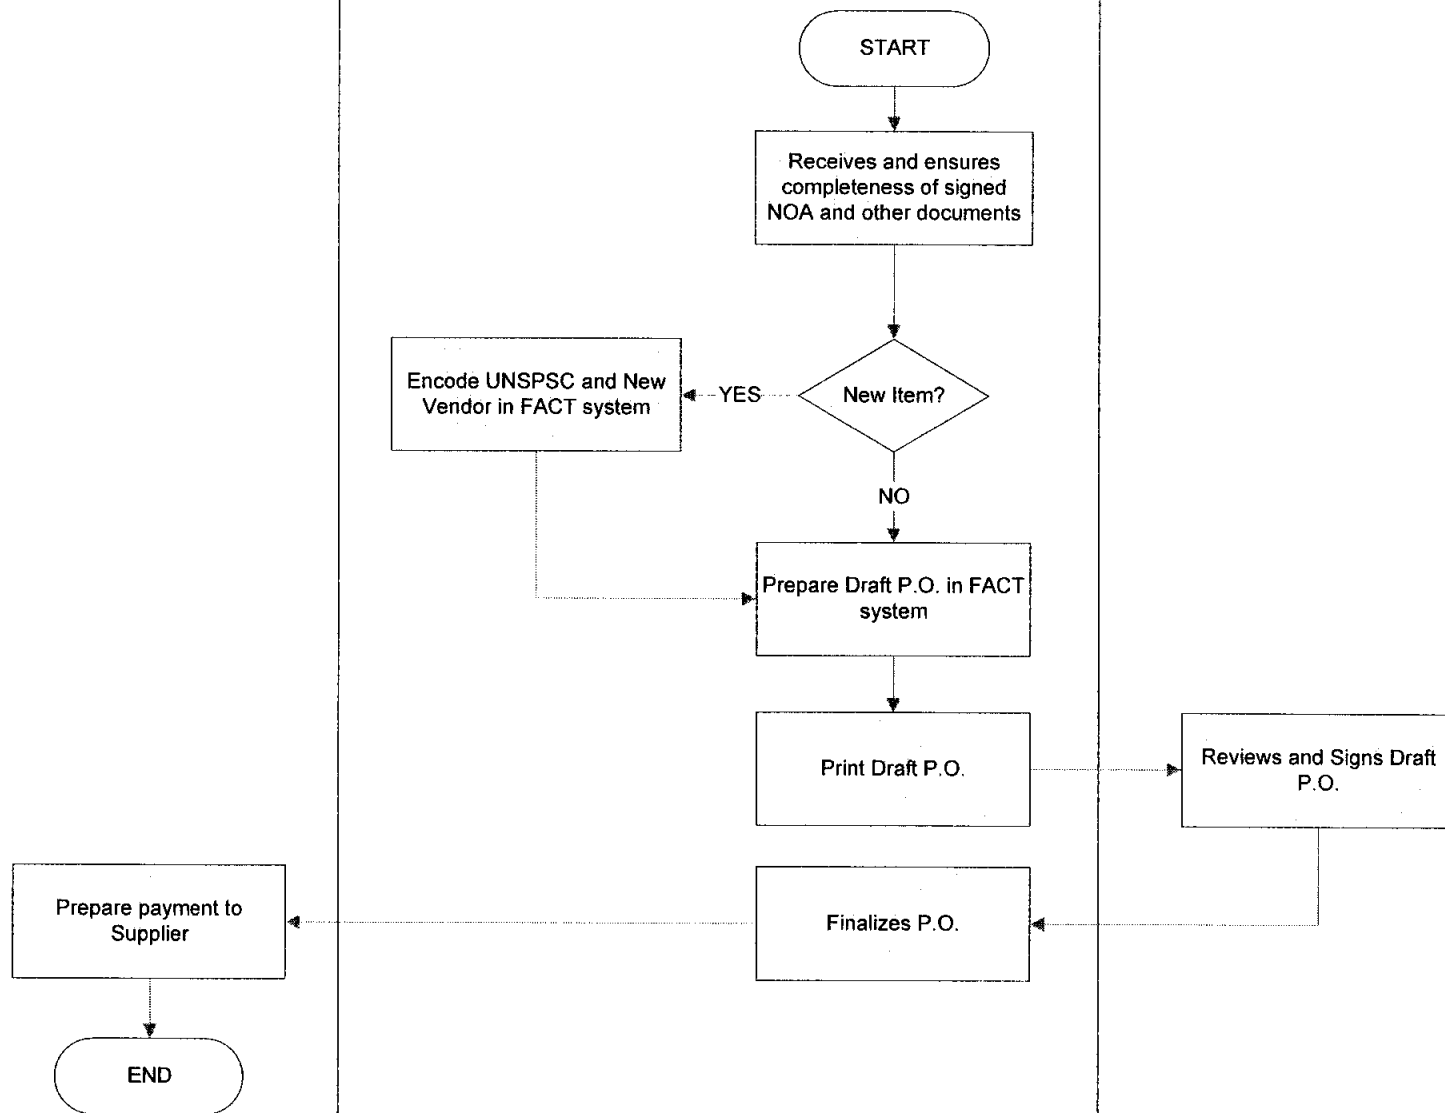 START
Receives and ensures
completeness of signed
NOA and other documents
Encode UNSPSC and New
Vendor in FACT system
YES
New Item?
NO
Prepare Draft P.O. in FACT
system
Print Draft P.O.
Reviews and Signs Draft
P.O.
Prepare payment to
Supplier
Finalizes P.O.
END